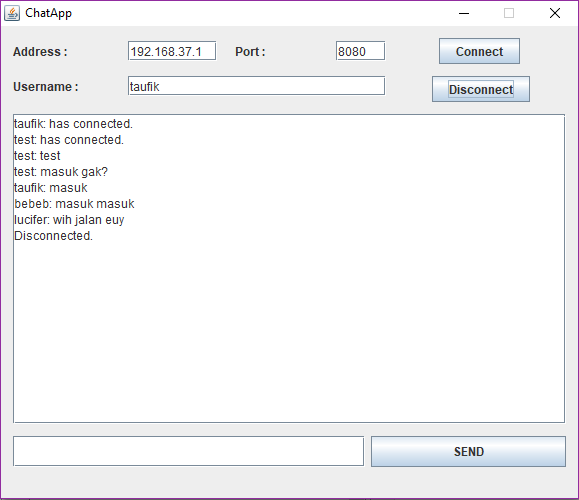 ChatApp
Address : 192.168.37.1 Port : 8080 Connect
Username : taufik Disconnect
taufik: has connected.
test: has connected.
test: test
test: masuk gak?
taufik: masuk
bebeb: masuk masuk
lucifer: wih jalan euy
Disconnected.
SEND